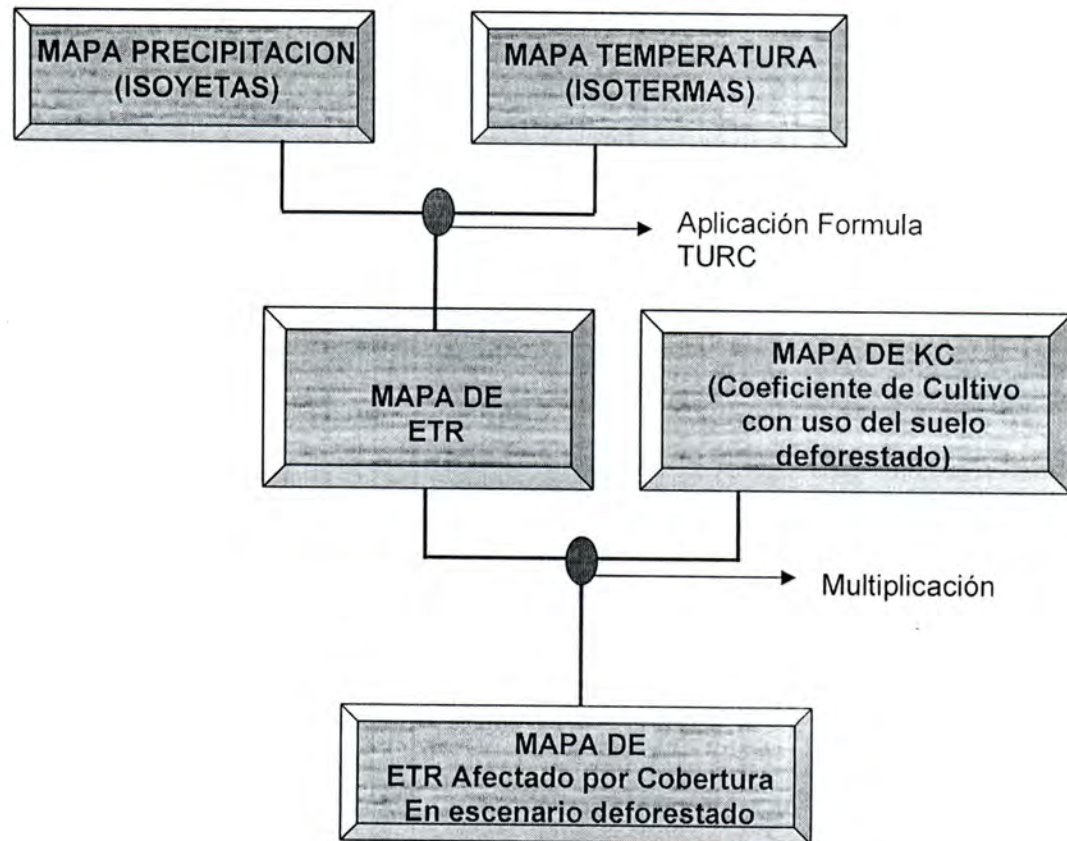 MAPA PRECIPITACION
(ISOYETAS)
MAPA TEMPERATURA
(ISOTERMAS)
Aplicación Formula
TURC
MAPA DE
ETR
MAPA DE KC
(Coeficiente de Cultivo
con uso del suelo
deforestado)
Multiplicación
MAPA DE
ETR Afectado por Cobertura
En escenario deforestado